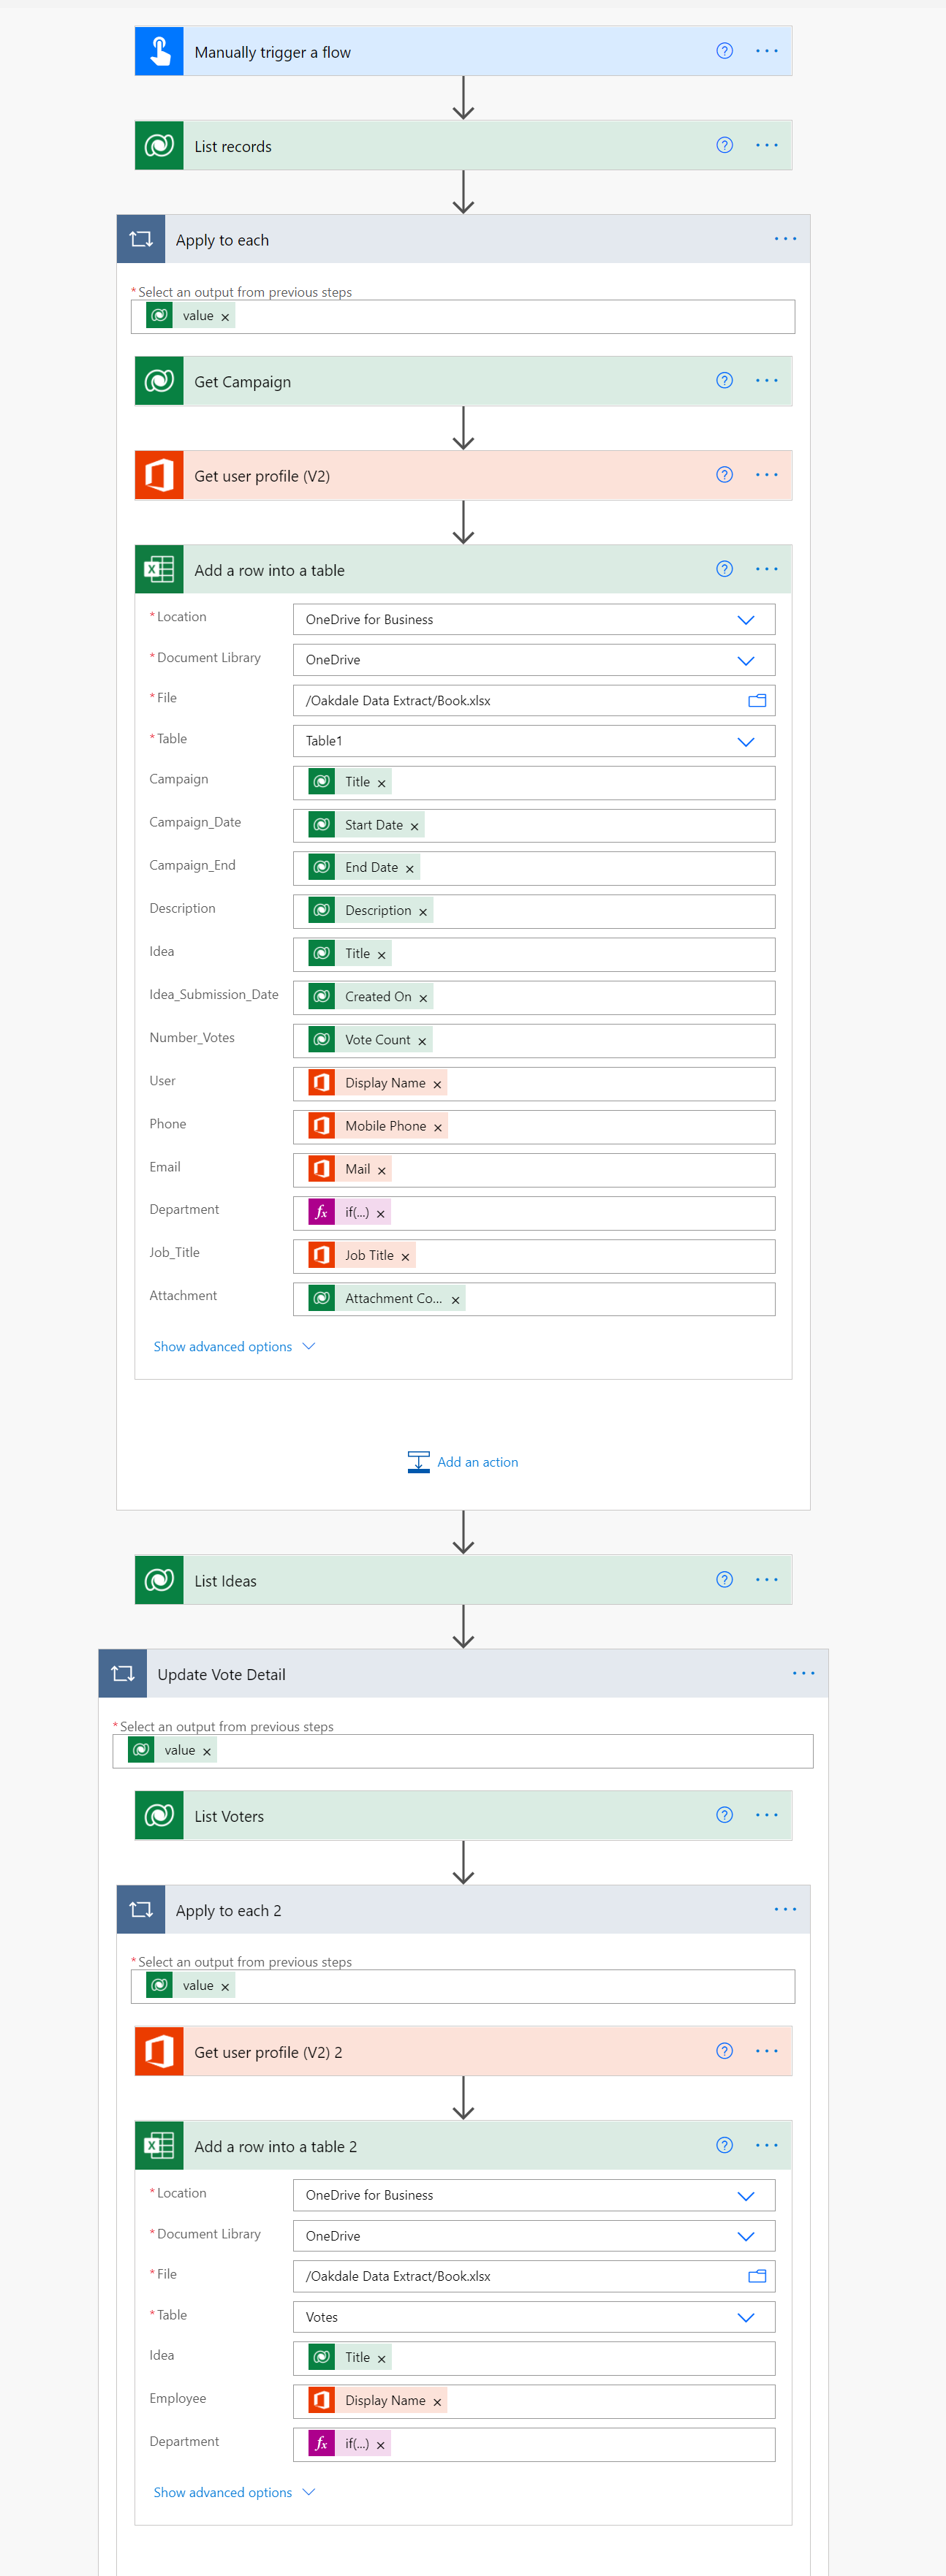 Manually trigger a flow
List records
Apply to each
* Select an output from previous steps
value ×
Get Campaign
Get user profile (V2)
Add a row into a table
* Location OneDrive for Business
* Document Library OneDrive
* File /Oakdale Data Extract/Book.xlsx
* Table Table1
Campaign Title ×
Campaign_Date Start Date ×
Campaign_End End Date ×
Description Description ×
Idea Title ×
Idea_Submission_Date Created On ×
Number_Votes Vote Count ×
User Display Name ×
Phone Mobile Phone ×
Email Mail ×
Department fx if(...) ×
Job_Title Job Title ×
Attachment Attachment Co... ×
Show advanced options
Add an action
List Ideas
Update Vote Detail
* Select an output from previous steps
value ×
List Voters
Apply to each 2
* Select an output from previous steps
value ×
Get user profile (V2) 2
Add a row into a table 2
* Location OneDrive for Business
* Document Library OneDrive
* File /Oakdale Data Extract/Book.xlsx
* Table Votes
Idea Title ×
Employee Display Name ×
Department fx if(...) ×
Show advanced options